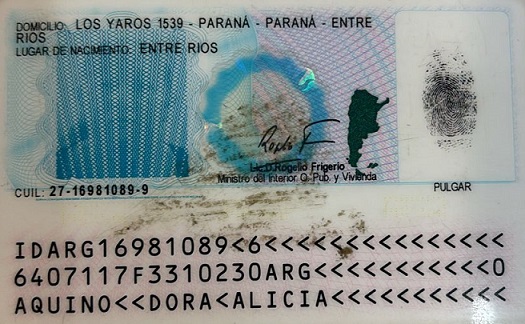 DOMICILIO: LOS YAROS 1539 - PARANÁ - PARANÁ - ENTRE
RIOS
LUGAR DE NACIMIENTO: ENTRE RIOS
Lic.D.Rogelio Frigerio
Ministro del Interior, O. Pub. y Vivienda
CUIL: 27-16981089-9
PULGAR
IDARG16981089<6<<<<<<<<<<<<<<<
6407117F3310230ARG<<<<<<<<<<<0
AQUINO<<DORA<ALICIA<<<<<<<<<<<